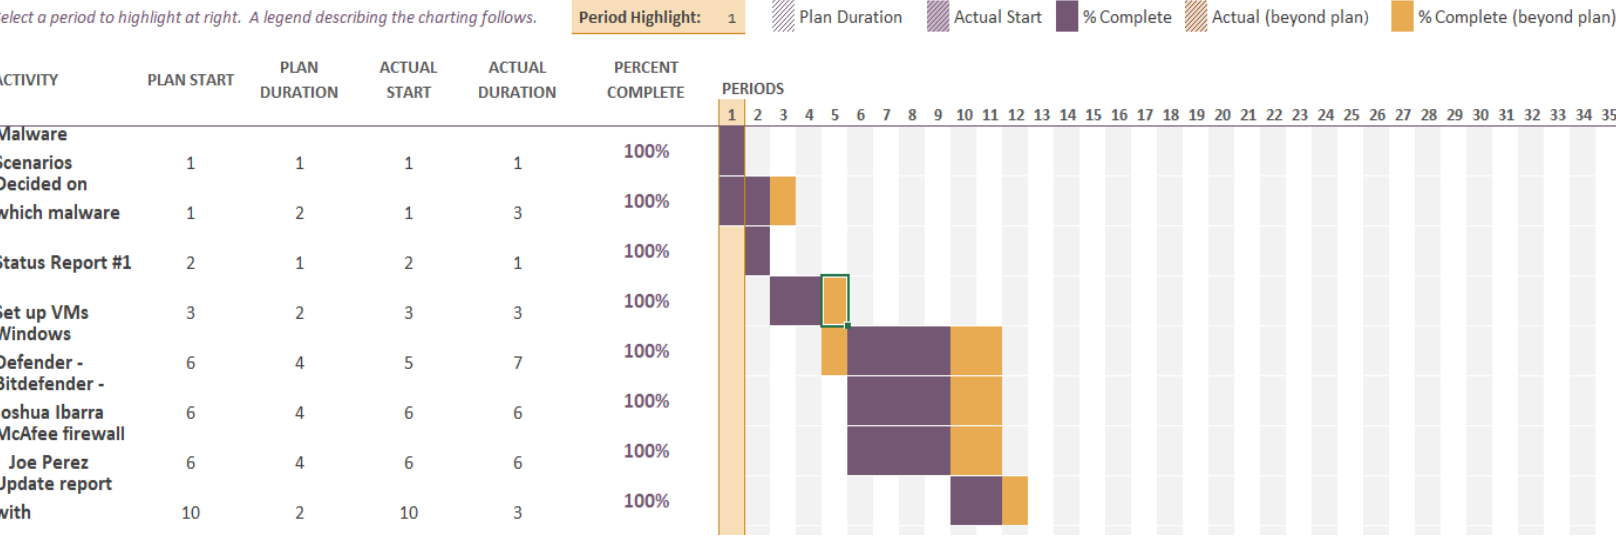 elect a period to highlight at right. A legend describing the charting follows.
Period Highlight: 1
Plan Duration
Actual Start
% Complete
Actual (beyond plan)
% Complete (beyond plan)
ACTIVITY
PLAN START
PLAN DURATION
ACTUAL START
ACTUAL DURATION
PERCENT COMPLETE
PERIODS
1 2 3 4 5 6 7 8 9 10 11 12 13 14 15 16 17 18 19 20 21 22 23 24 25 26 27 28 29 30 31 32 33 34 35
Malware
Scenarios 1 1 1 1 100%
Decided on
which malware 1 2 1 3 100%
Status Report #1 2 1 2 1 100%
Set up VMs 3 2 3 3 100%
Windows
Defender - 6 4 5 7 100%
Bitdefender -
oshua Ibarra 6 4 6 6 100%
McAfee firewall
Joe Perez 6 4 6 6 100%
Update report
with 10 2 10 3 100%